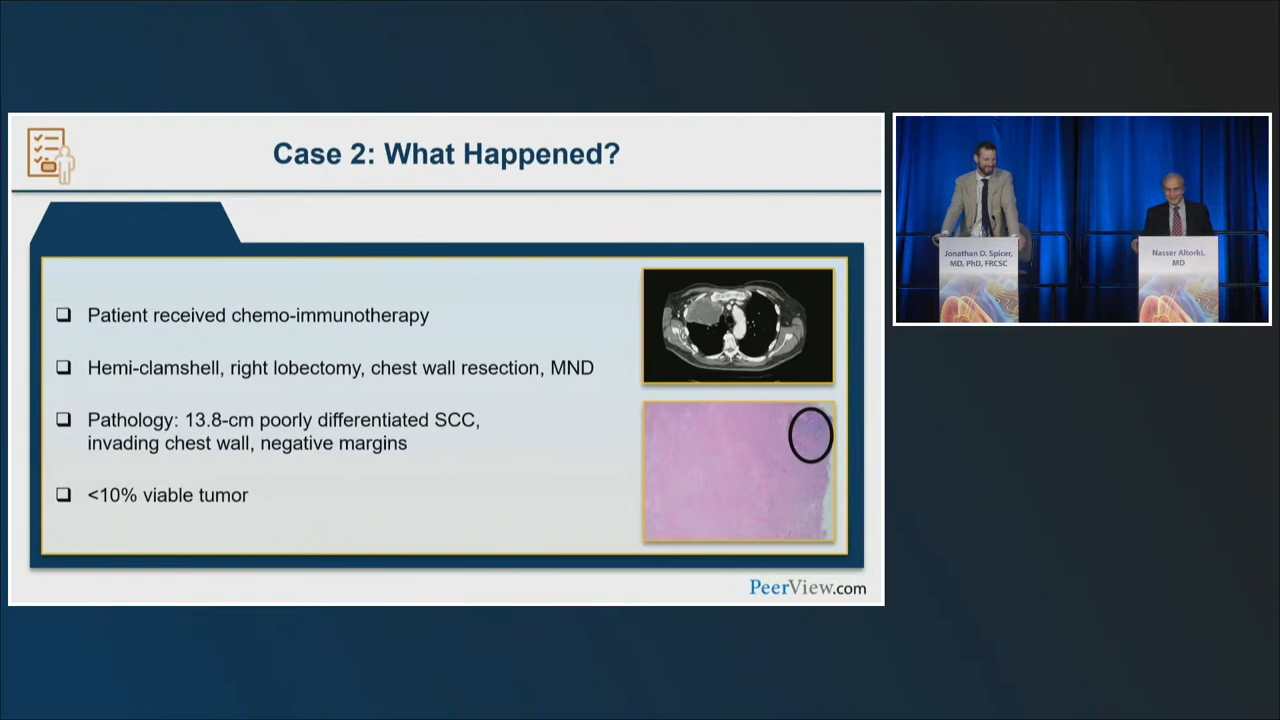 Case 2: What Happened?
Patient received chemo-immunotherapy
Hemi-clamshell, right lobectomy, chest wall resection, MND
Pathology: 13.8-cm poorly differentiated SCC,
invading chest wall, negative margins
<10% viable tumor
PeerView.com
Jonathan D. Spicer,
MD, PhD, FRCSC
Nasser Altorki,
MD